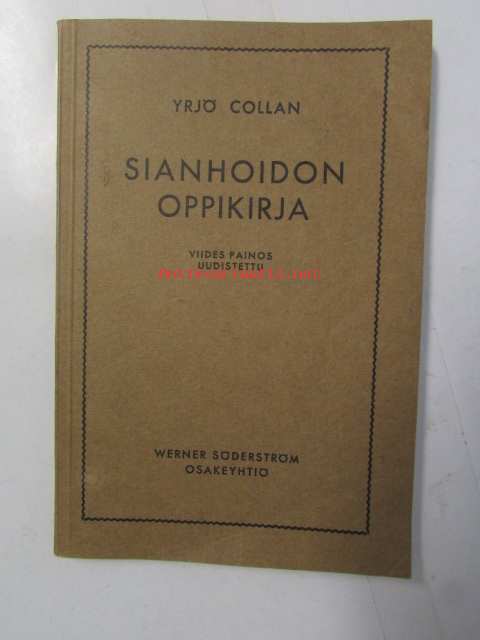 YRJÖ COLLAN
SIANHOIDON
OPPIKIRJA
VIIDES PAINOS
UUDISTETTU
WERNER SÖDERSTRÖM
OSAKEYHTIÖ